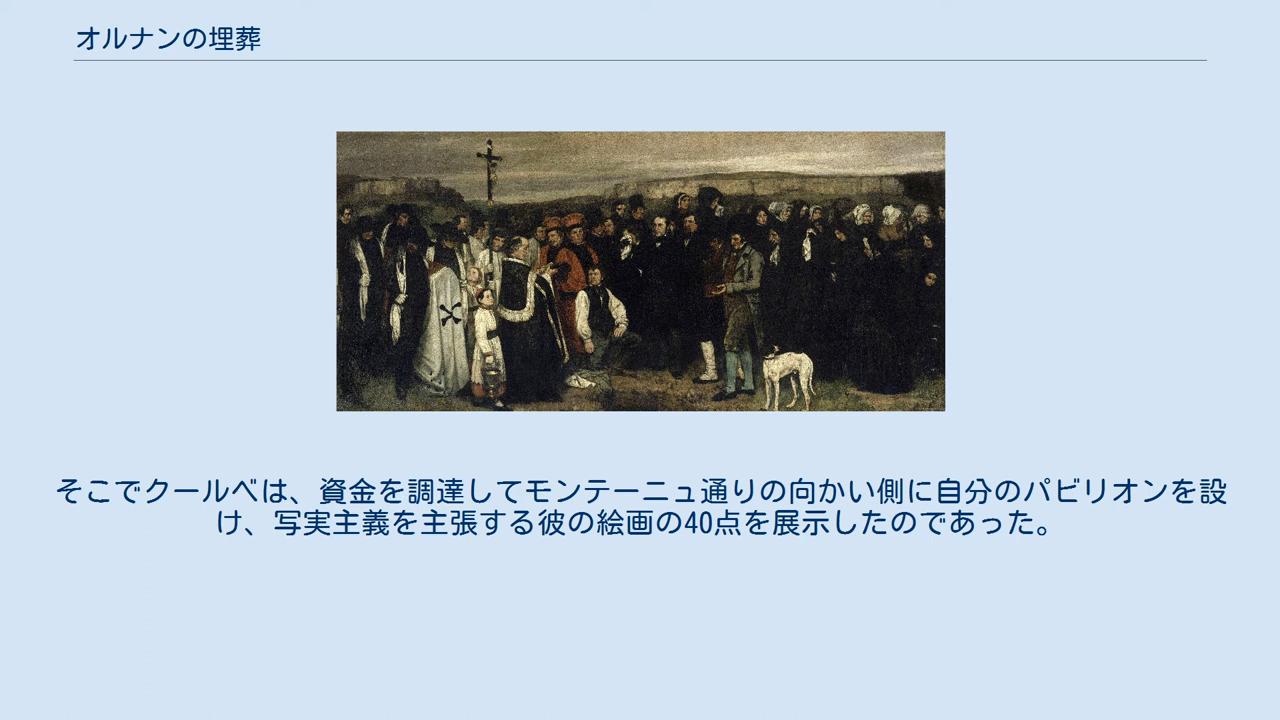 オルナンの埋葬
そこでクールベは、資金を調達してモンテーニュ通りの向かい側に自分のパビリオンを設
け、写実主義を主張する彼の絵画の40点を展示したのであった。